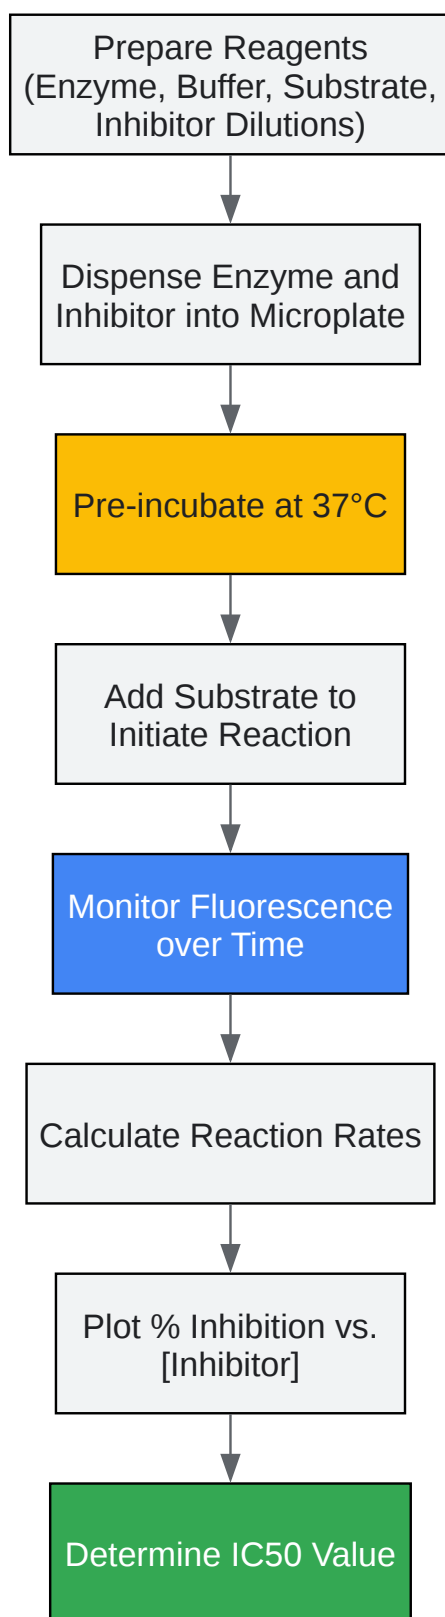 Prepare Reagents
(Enzyme, Buffer, Substrate,
Inhibitor Dilutions)
Dispense Enzyme and
Inhibitor into Microplate
Pre-incubate at 37°C
Add Substrate to
Initiate Reaction
Monitor Fluorescence
over Time
Calculate Reaction Rates
Plot % Inhibition vs.
[Inhibitor]
Determine IC50 Value